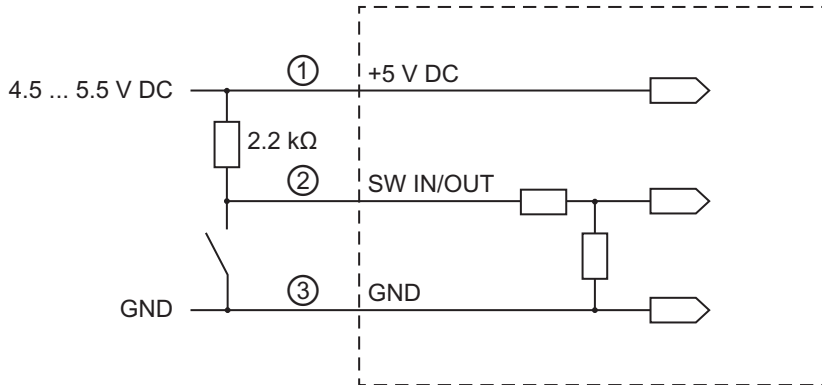 ① +5 V DC
4.5 ... 5.5 V DC
2.2 kΩ
② SW IN/OUT
③ GND
GND